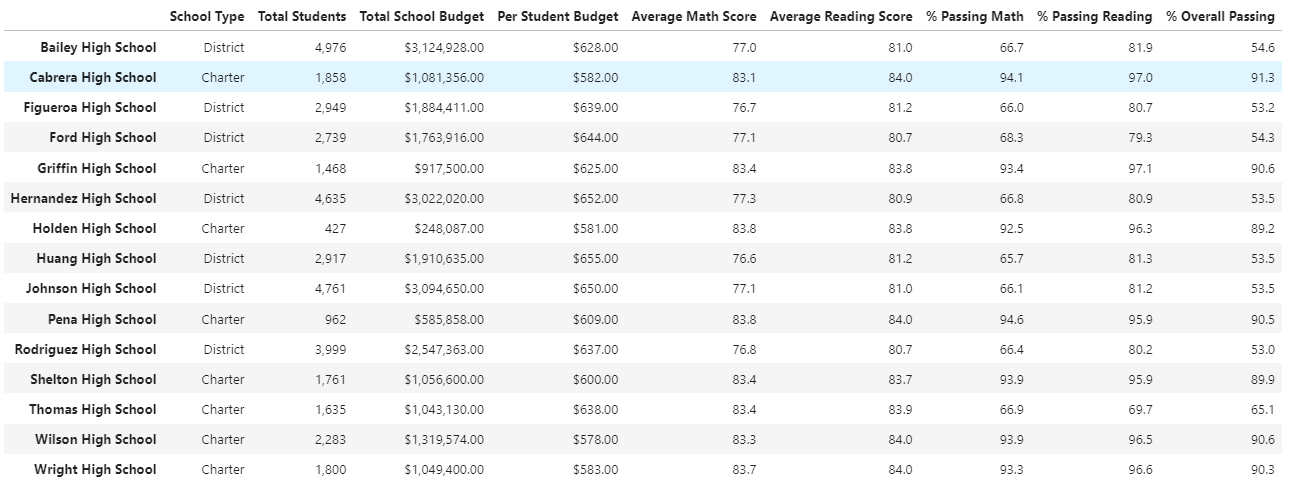 School Type Total Students Total School Budget Per Student Budget Average Math Score Average Reading Score % Passing Math % Passing Reading % Overall Passing
Bailey High School District 4,976 $3,124,928.00 $628.00 77.0 81.0 66.7 81.9 54.6
Cabrera High School Charter 1,858 $1,081,356.00 $582.00 83.1 84.0 94.1 97.0 91.3
Figueroa High School District 2,949 $1,884,411.00 $639.00 76.7 81.2 66.0 80.7 53.2
Ford High School District 2,739 $1,763,916.00 $644.00 77.1 80.7 68.3 79.3 54.3
Griffin High School Charter 1,468 $917,500.00 $625.00 83.4 83.8 93.4 97.1 90.6
Hernandez High School District 4,635 $3,022,020.00 $652.00 77.3 80.9 66.8 80.9 53.5
Holden High School Charter 427 $248,087.00 $581.00 83.8 83.8 92.5 96.3 89.2
Huang High School District 2,917 $1,910,635.00 $655.00 76.6 81.2 65.7 81.3 53.5
Johnson High School District 4,761 $3,094,650.00 $650.00 77.1 81.0 66.1 81.2 53.5
Pena High School Charter 962 $585,858.00 $609.00 83.8 84.0 94.6 95.9 90.5
Rodriguez High School District 3,999 $2,547,363.00 $637.00 76.8 80.7 66.4 80.2 53.0
Shelton High School Charter 1,761 $1,056,600.00 $600.00 83.4 83.7 93.9 95.9 89.9
Thomas High School Charter 1,635 $1,043,130.00 $638.00 83.4 83.9 66.9 69.7 65.1
Wilson High School Charter 2,283 $1,319,574.00 $578.00 83.3 84.0 93.9 96.5 90.6
Wright High School Charter 1,800 $1,049,400.00 $583.00 83.7 84.0 93.3 96.6 90.3